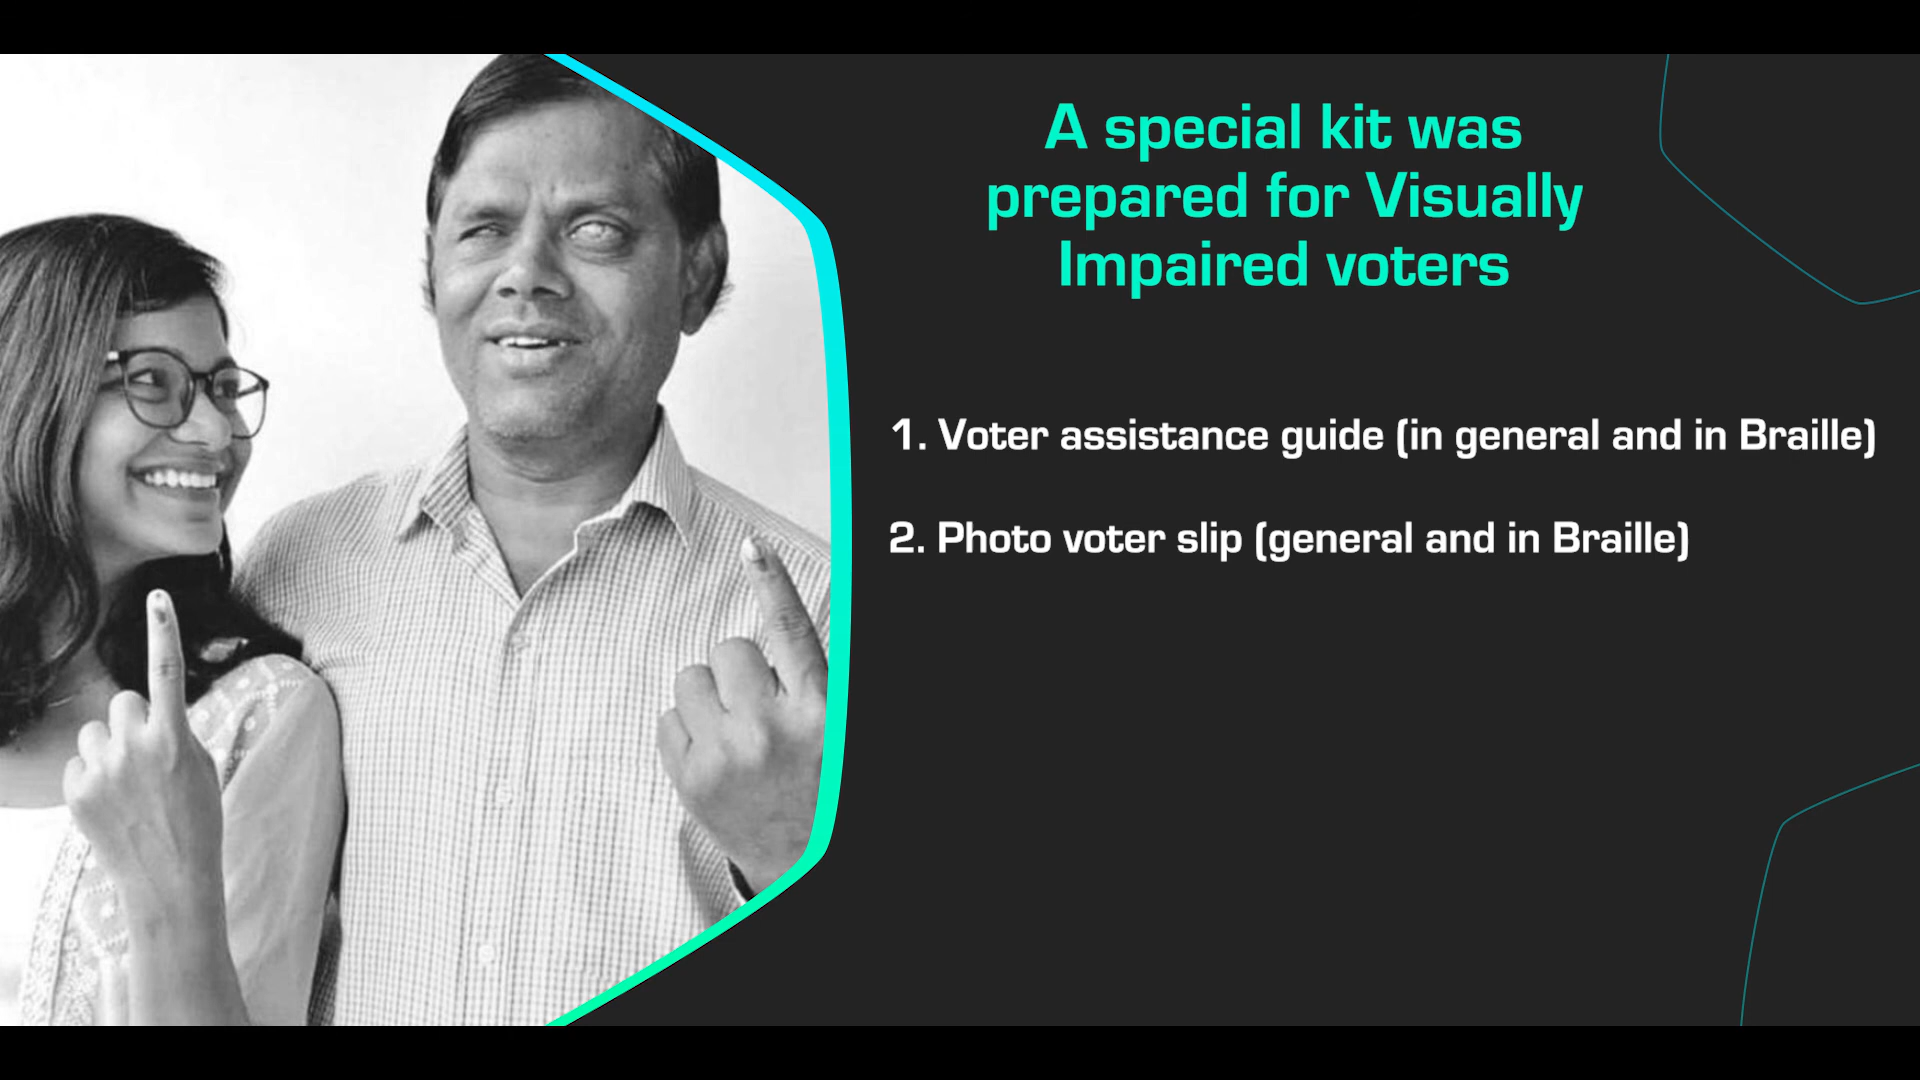 A special kit was
prepared for Visually
Impaired voters
1. Voter assistance guide (in general and in Braille)
2. Photo voter slip (general and in Braille)